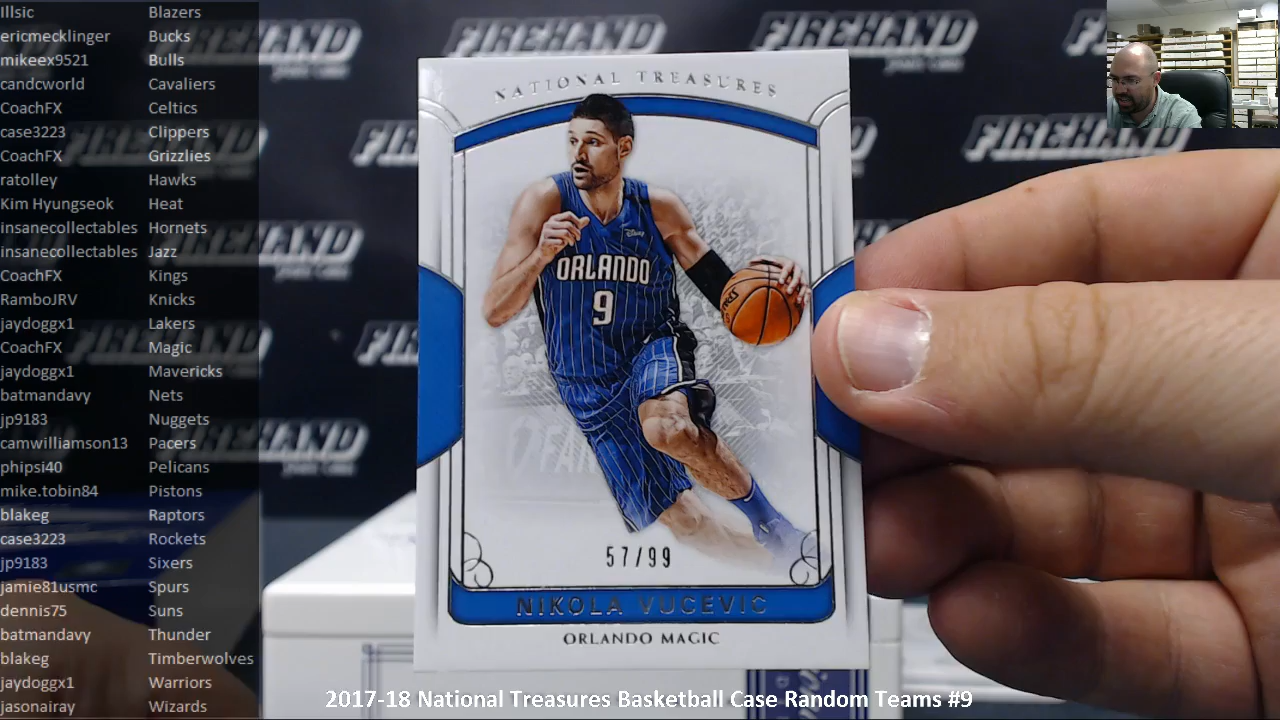 Illsic Blazers
ericmecklinger Bucks
mikeex9521 Bulls
candcworld Cavaliers
CoachFX Celtics
case3223 Clippers
CoachFX Grizzlies
ratolley Hawks
Kim Hyungseok Heat
insanecollectables Hornets
insanecollectables Jazz
CoachFX Kings
RamboJRV Knicks
jaydoggx1 Lakers
CoachFX Magic
jaydoggx1 Mavericks
batmandavy Nets
jp9183 Nuggets
camwilliamson13 Pacers
phipsi40 Pelicans
mike.tobin84 Pistons
blakeg Raptors
case3223 Rockets
jp9183 Sixers
jamie81usmc Spurs
dennis75 Suns
batmandavy Thunder
blakeg Timberwolves
jaydoggx1 Warriors
jasonairay Wizards
FIREHAND
FIREHAND
FIREHAND
NATIONAL TREASURES
Disney
ORLANDO
9
57/99
NIKOLA VUCEVIC
ORLANDO MAGIC
2017-18 National Treasures Basketball Case Random Teams #9